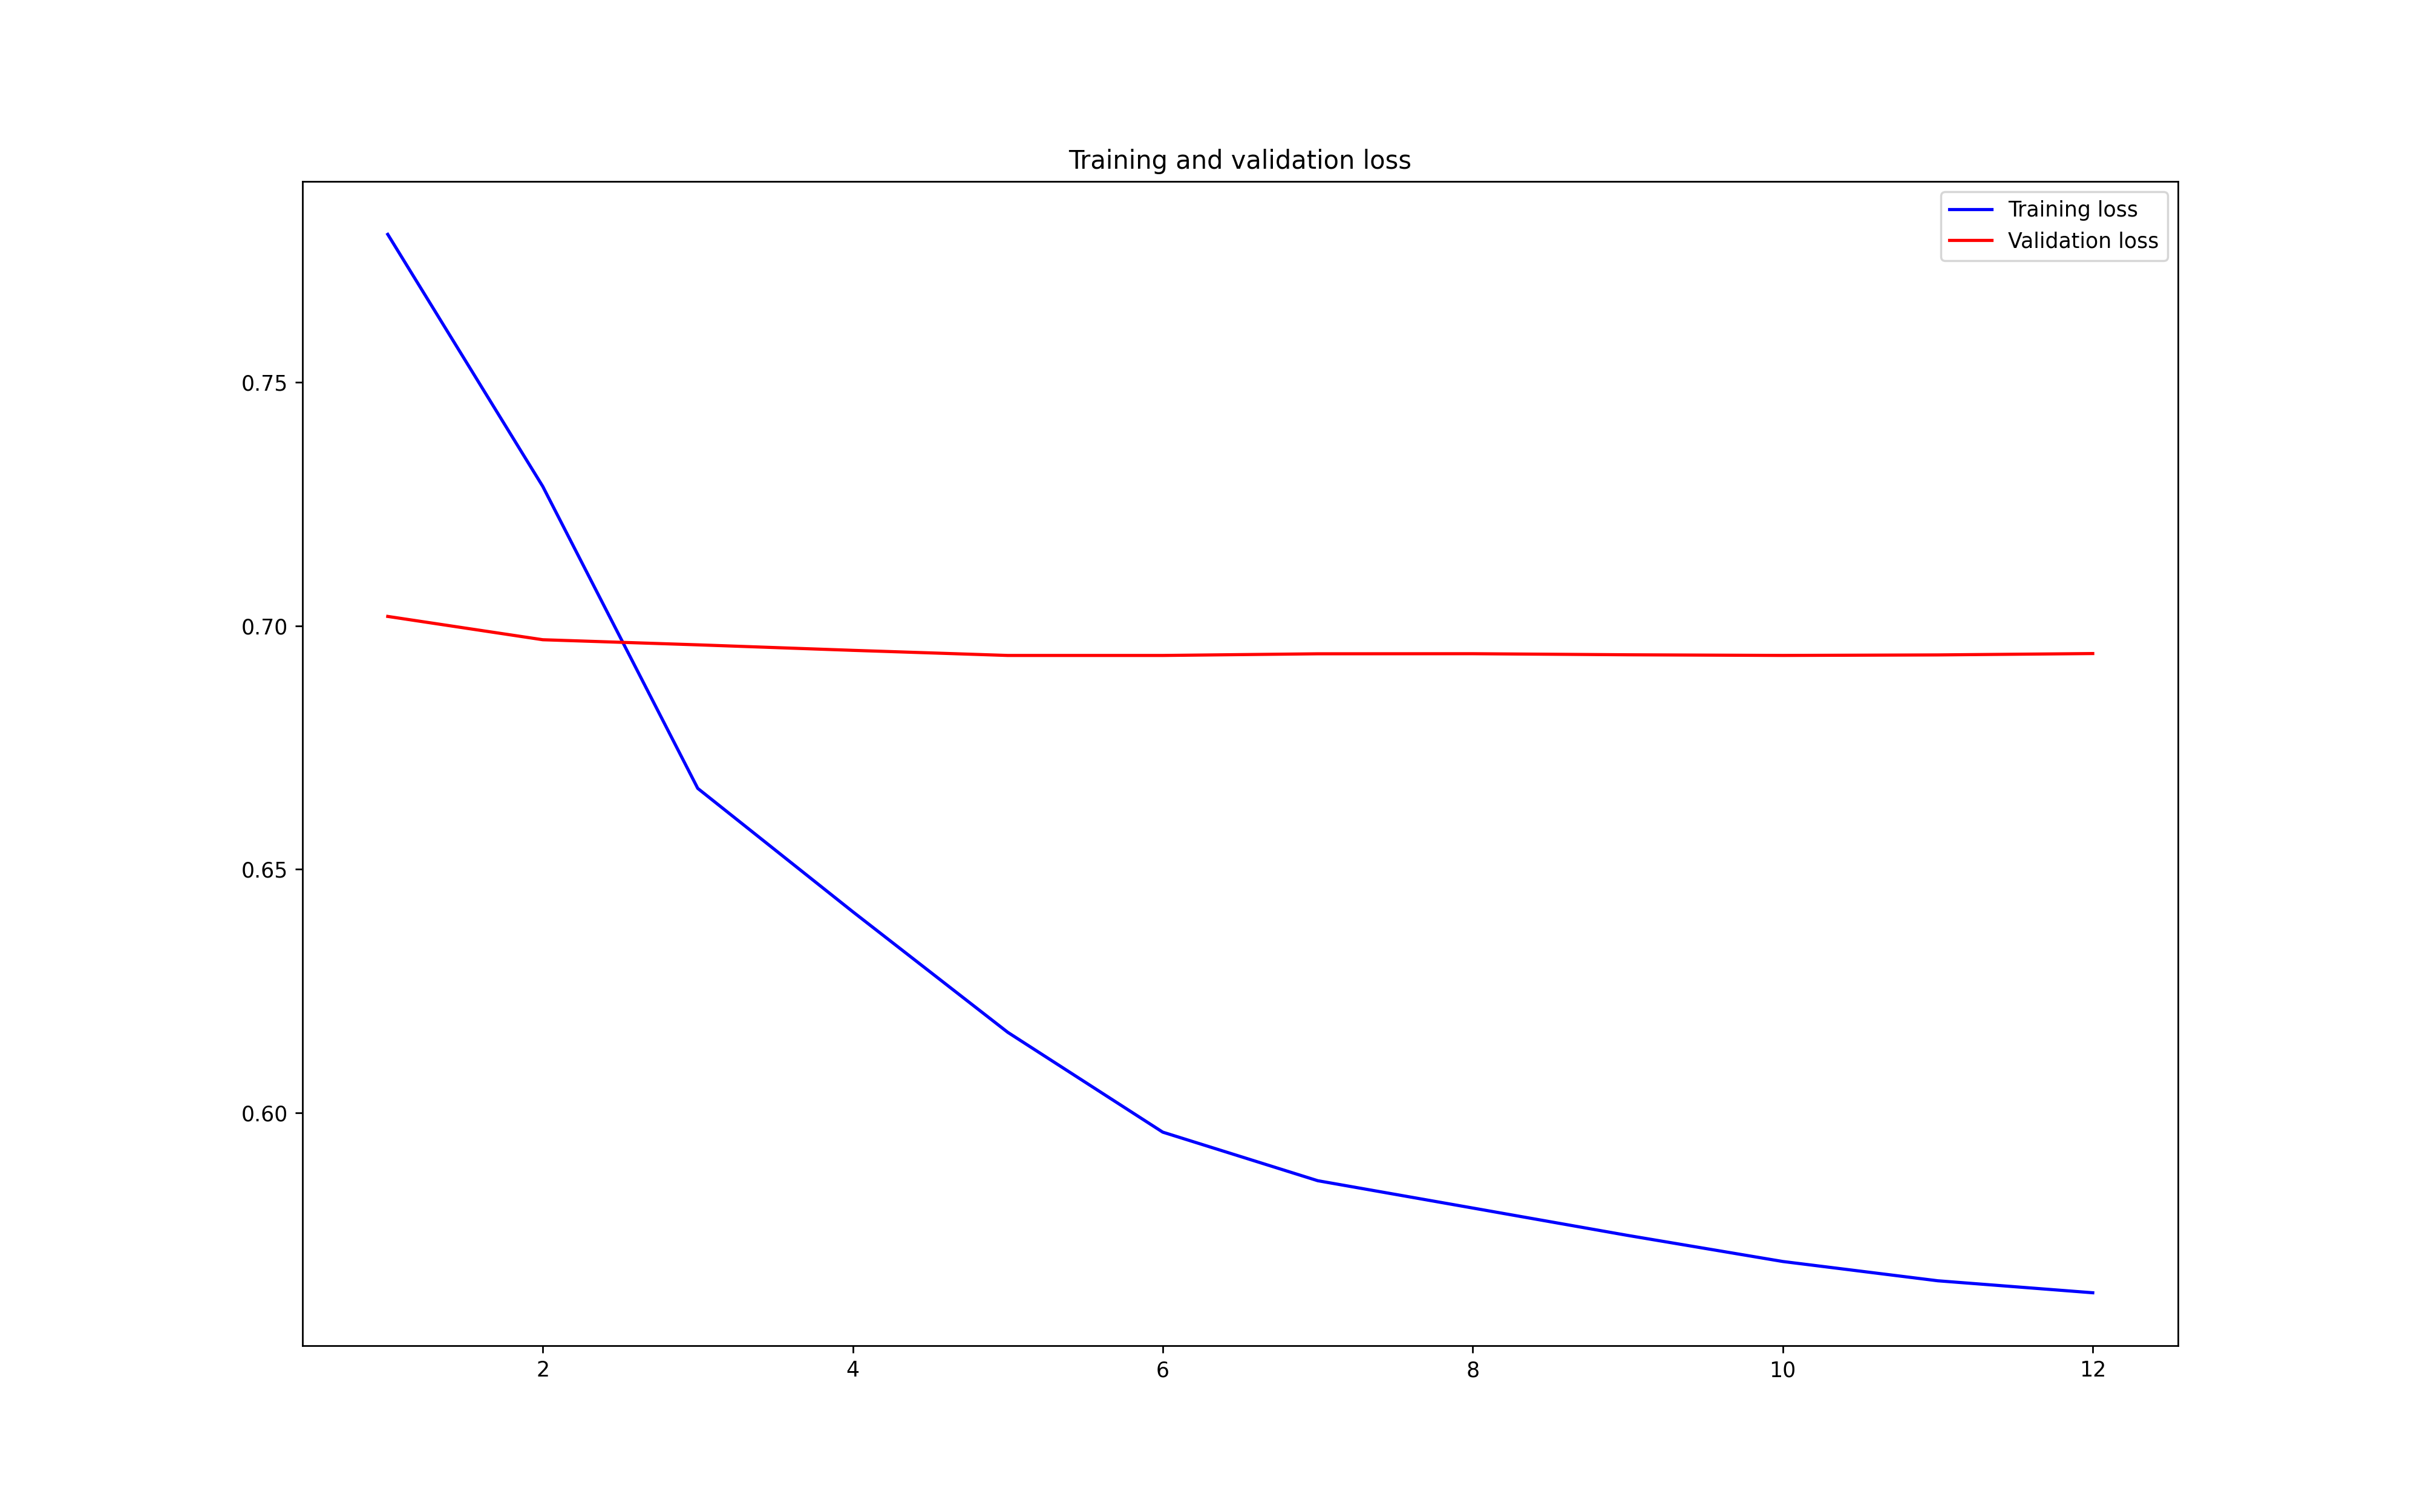 Training and validation loss
Training loss
Validation loss
0.75
0.70
0.65
0.60
2 4 6 8 10 12